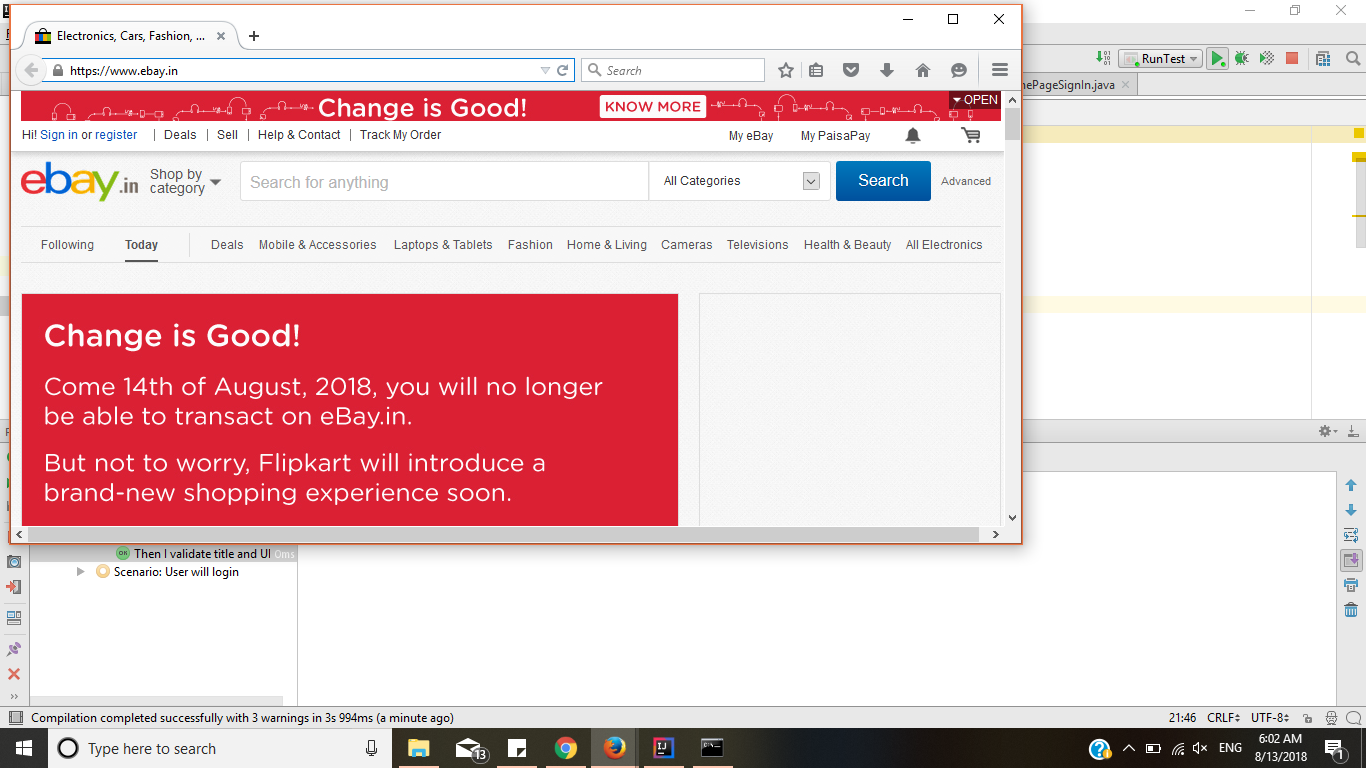 Electronics, Cars, Fashion, ...
https://www.ebay.in
Search
RunTest
nePageSignIn.java
Change is Good!
KNOW MORE
OPEN
Hi! Sign in or register
Deals
Sell
Help & Contact
Track My Order
My eBay
My PaisaPay
ebay.in
Shop by
category
Search for anything
All Categories
Search
Advanced
Following
Today
Deals
Mobile & Accessories
Laptops & Tablets
Fashion
Home & Living
Cameras
Televisions
Health & Beauty
All Electronics
Change is Good!
Come 14th of August, 2018, you will no longer
be able to transact on eBay.in.
But not to worry, Flipkart will introduce a
brand-new shopping experience soon.
OK Then I validate title and UI 0ms
Scenario: User will login
Compilation completed successfully with 3 warnings in 3s 994ms (a minute ago)
21:46
CRLF
UTF-8
Type here to search
13
ENG
6:02 AM
8/13/2018
1